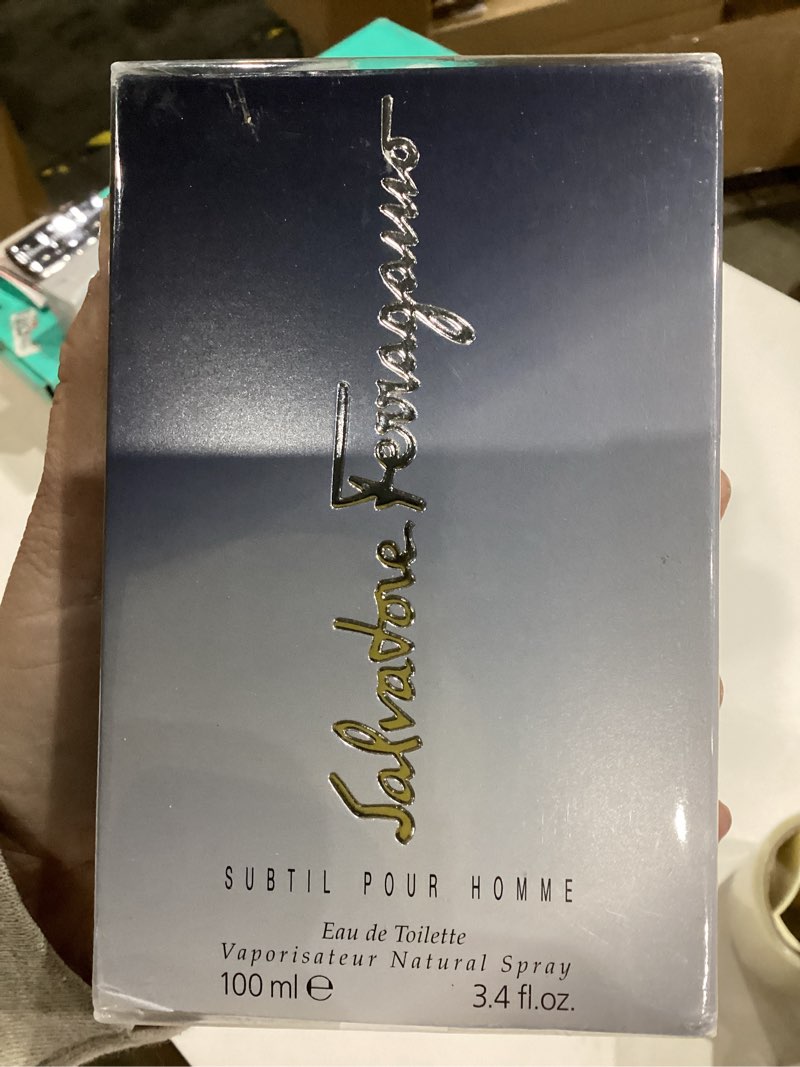 Salvatore Ferragamo
SUBTIL POUR HOMME
Eau de Toilette
Vaporisateur Natural Spray
100 ml ℮
3.4 fl.oz.